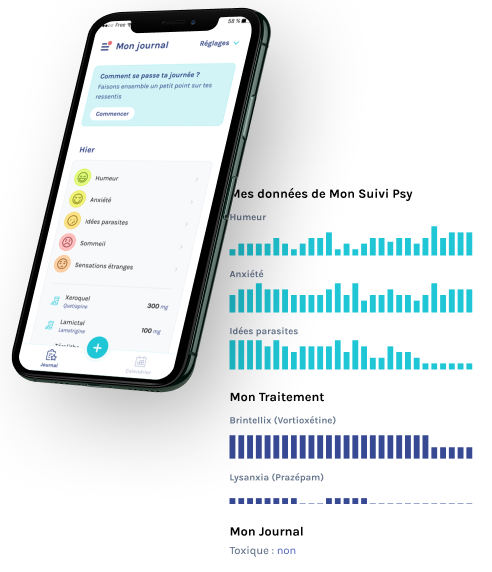 Free
58 %
Mon journal
Réglages
Comment se passe ta journée ?
Faisons ensemble un petit point sur tes
ressentis
Commencer
Hier
Humeur
Anxiété
Idées parasites
Sommeil
Sensations étranges
Xeroquel
300 mg
Quetiapine
Lamictal
100 mg
Lamotrigine
+
Journal
Calendrier
Mes données de Mon Suivi Psy
Humeur
Anxiété
Idées parasites
Mon Traitement
Brintellix (Vortioxétine)
Lysanxia (Prazépam)
Mon Journal
Toxique : non